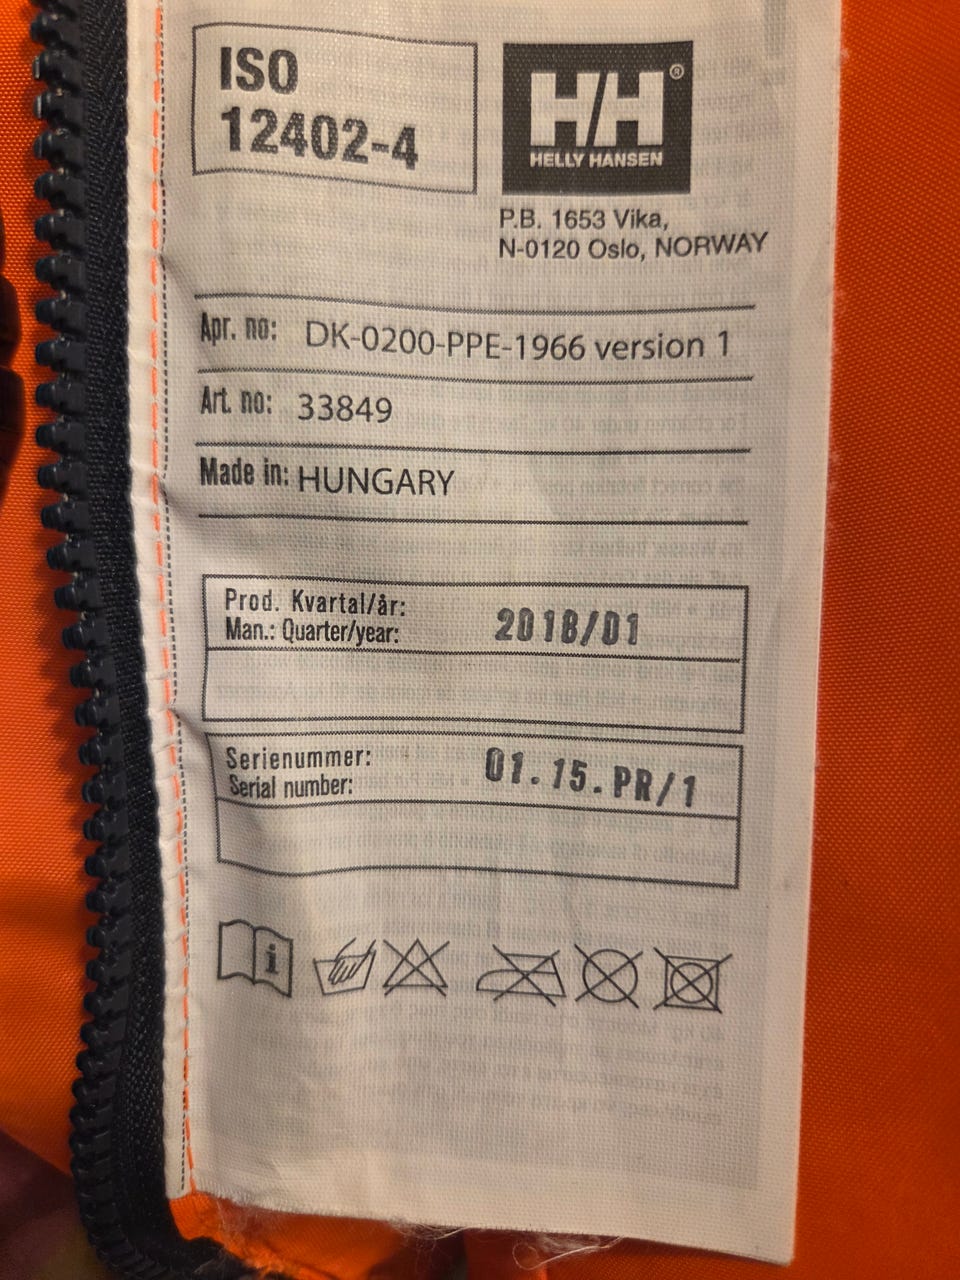 ISO
12402-4
HH®
HELLY HANSEN
P.B. 1653 Vika,
N-0120 Oslo, NORWAY
Apr. no: DK-0200-PPE-1966 version 1
Art. no: 33849
Made in: HUNGARY
Prod. Kvartal/år:
Man.: Quarter/year: 2018/01
Serienummer:
Serial number: 01.15.PR/1
i